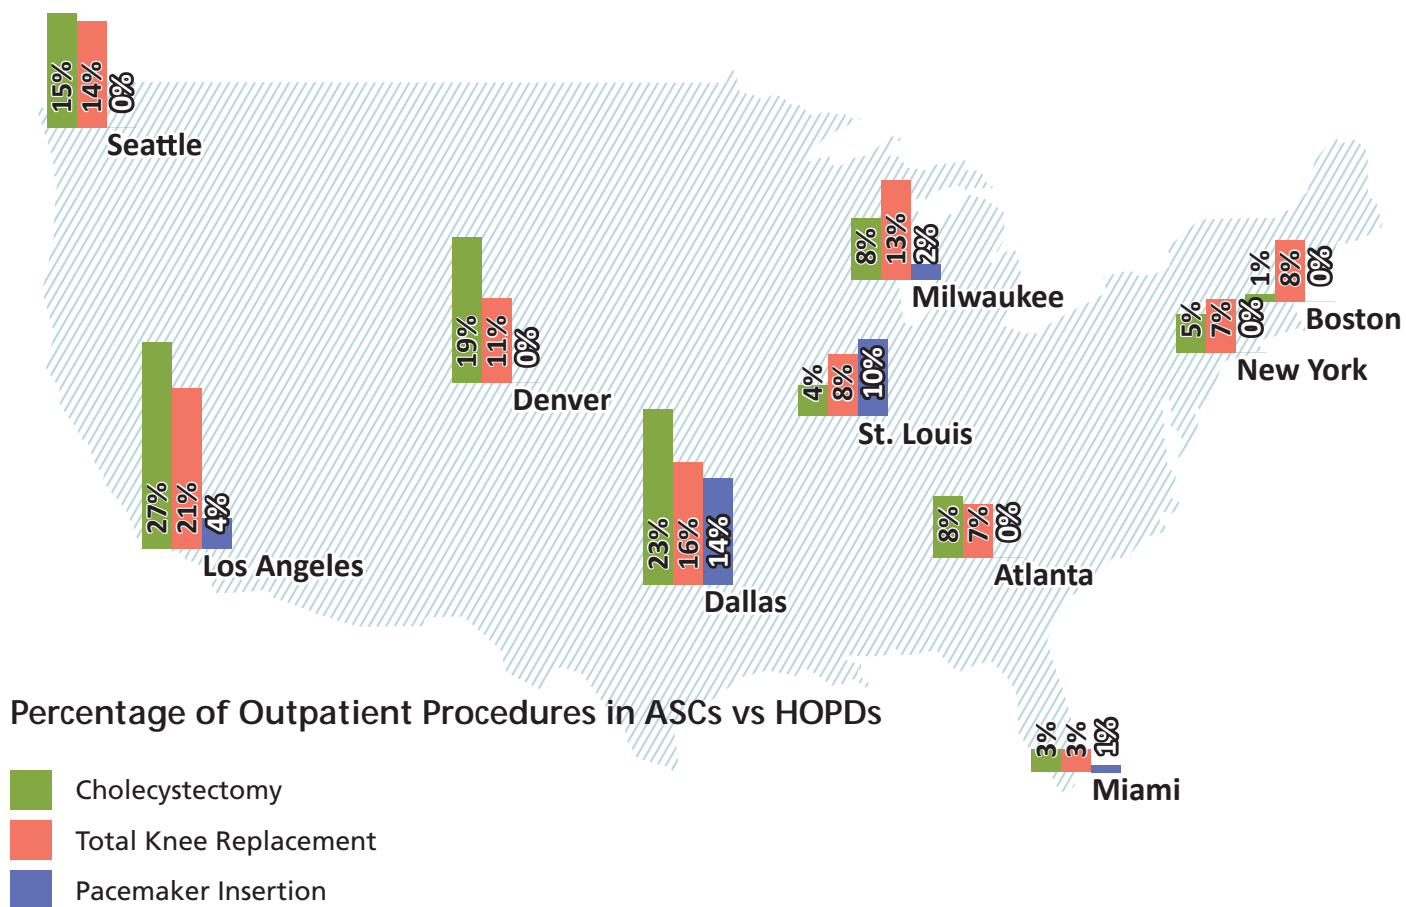 15% 14% 0%
Seattle
8% 13% 2%
Milwaukee
1% 8% 0%
Boston
5% 7% 0%
New York
19% 11% 0%
Denver
4% 8% 10%
St. Louis
27% 21% 4%
Los Angeles
23% 16% 14%
Dallas
8% 7% 0%
Atlanta
3% 3% 1%
Miami
Percentage of Outpatient Procedures in ASCs vs HOPDs
Cholecystectomy
Total Knee Replacement
Pacemaker Insertion